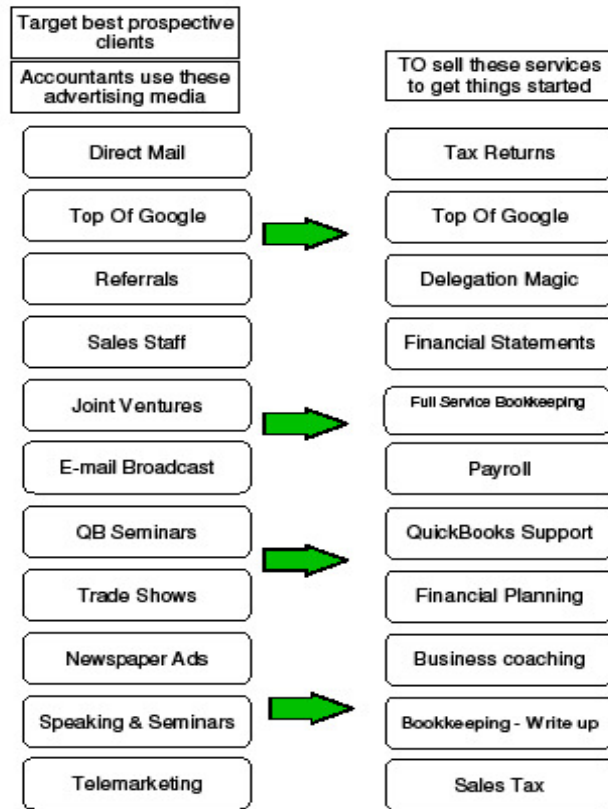 Target best prospective
clients
Accountants use these
advertising media
TO sell these services
to get things started
Direct Mail
Tax Returns
Top Of Google
Top Of Google
Referrals
Delegation Magic
Sales Staff
Financial Statements
Joint Ventures
Full Service Bookkeeping
E-mail Broadcast
Payroll
QB Seminars
QuickBooks Support
Trade Shows
Financial Planning
Newspaper Ads
Business coaching
Speaking & Seminars
Bookkeeping - Write up
Telemarketing
Sales Tax